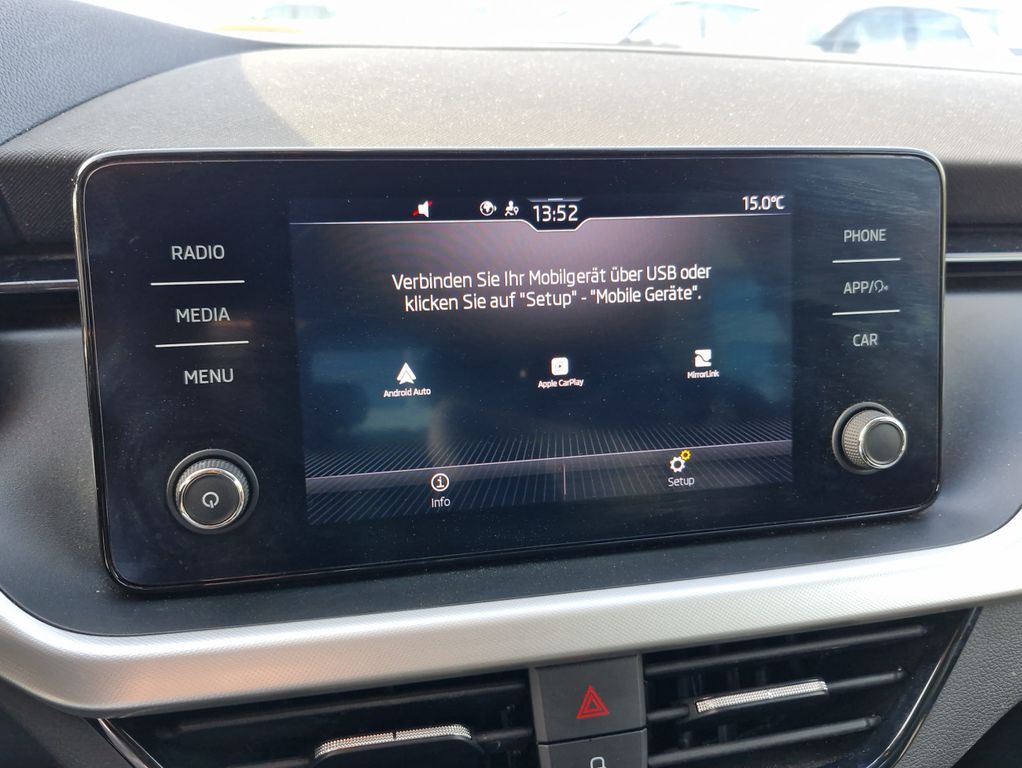 13:52
15.0°C
RADIO
MEDIA
MENU
Verbinden Sie Ihr Mobilgerät über USB oder
klicken Sie auf "Setup" - "Mobile Geräte".
Android Auto
Apple CarPlay
MirrorLink
Info
Setup
PHONE
APP/
CAR